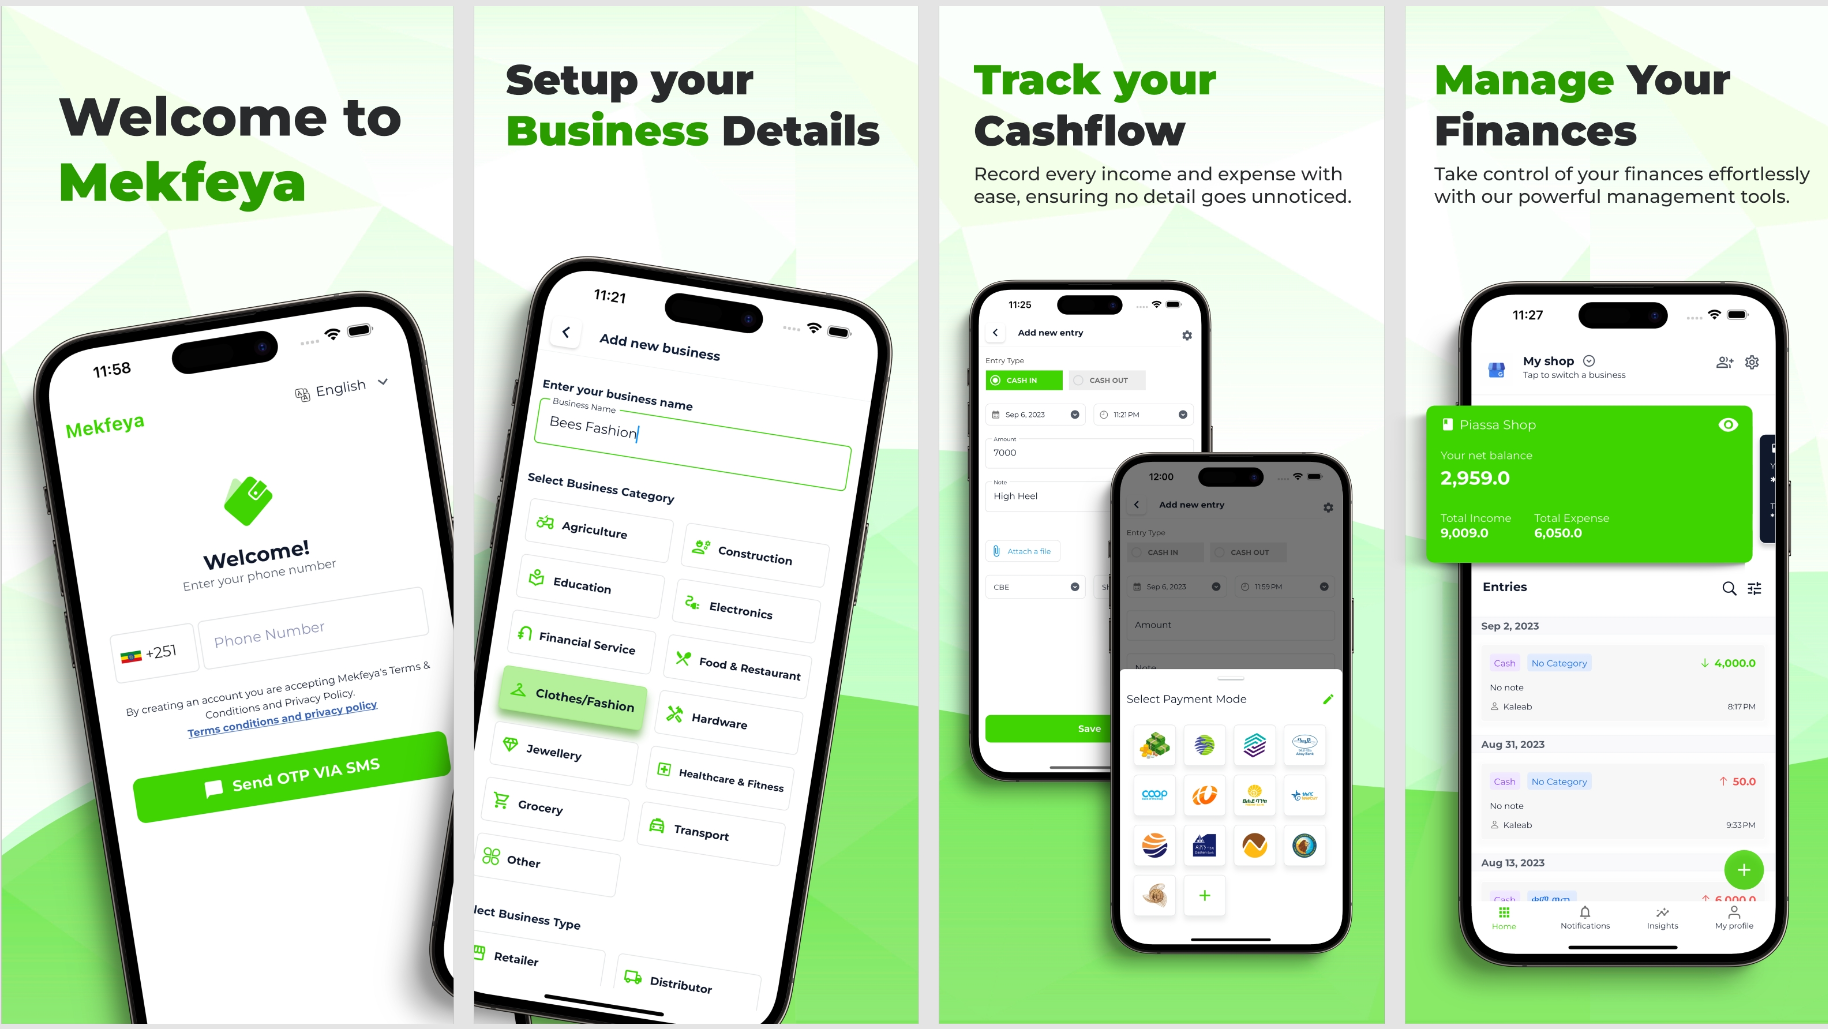 Welcome to
Mekfeya
11:58
English
Mekfeya
Welcome!
Enter your phone number
+251
Phone Number
By creating an account you are accepting Mekfeya's Terms &
Conditions and Privacy Policy.
Terms conditions and privacy policy
Send OTP VIA SMS
Setup your
Business Details
11:21
Add new business
Enter your business name
Business Name
Bees Fashion
Select Business Category
Agriculture
Construction
Education
Electronics
Financial Service
Food & Restaurant
Clothes/Fashion
Hardware
Jewellery
Healthcare & Fitness
Grocery
Transport
Other
lect Business Type
Retailer
Distributor
Track your
Cashflow
Record every income and expense with
ease, ensuring no detail goes unnoticed.
11:25
Add new entry
Entry Type
CASH IN
CASH OUT
Sep 6, 2023
11:21 PM
Amount
7000
Note
High Heel
Attach a file
CBE
Save
12:00
Add new entry
Entry Type
CASH IN
CASH OUT
Sep 6, 2023
11:59 PM
Amount
Note
Select Payment Mode
COOP
Manage Your
Finances
Take control of your finances effortlessly
with our powerful management tools.
11:27
My shop
Tap to switch a business
Piassa Shop
Your net balance
2,959.0
Total Income
Total Expense
9,009.0
6,050.0
Entries
Sep 2, 2023
Cash
No Category
4,000.0
No note
Kaleab
8:17 PM
Aug 31, 2023
Cash
No Category
50.0
No note
Kaleab
9:33 PM
Aug 13, 2023
Cash
6,000.0
Home
Notifications
Insights
My profile